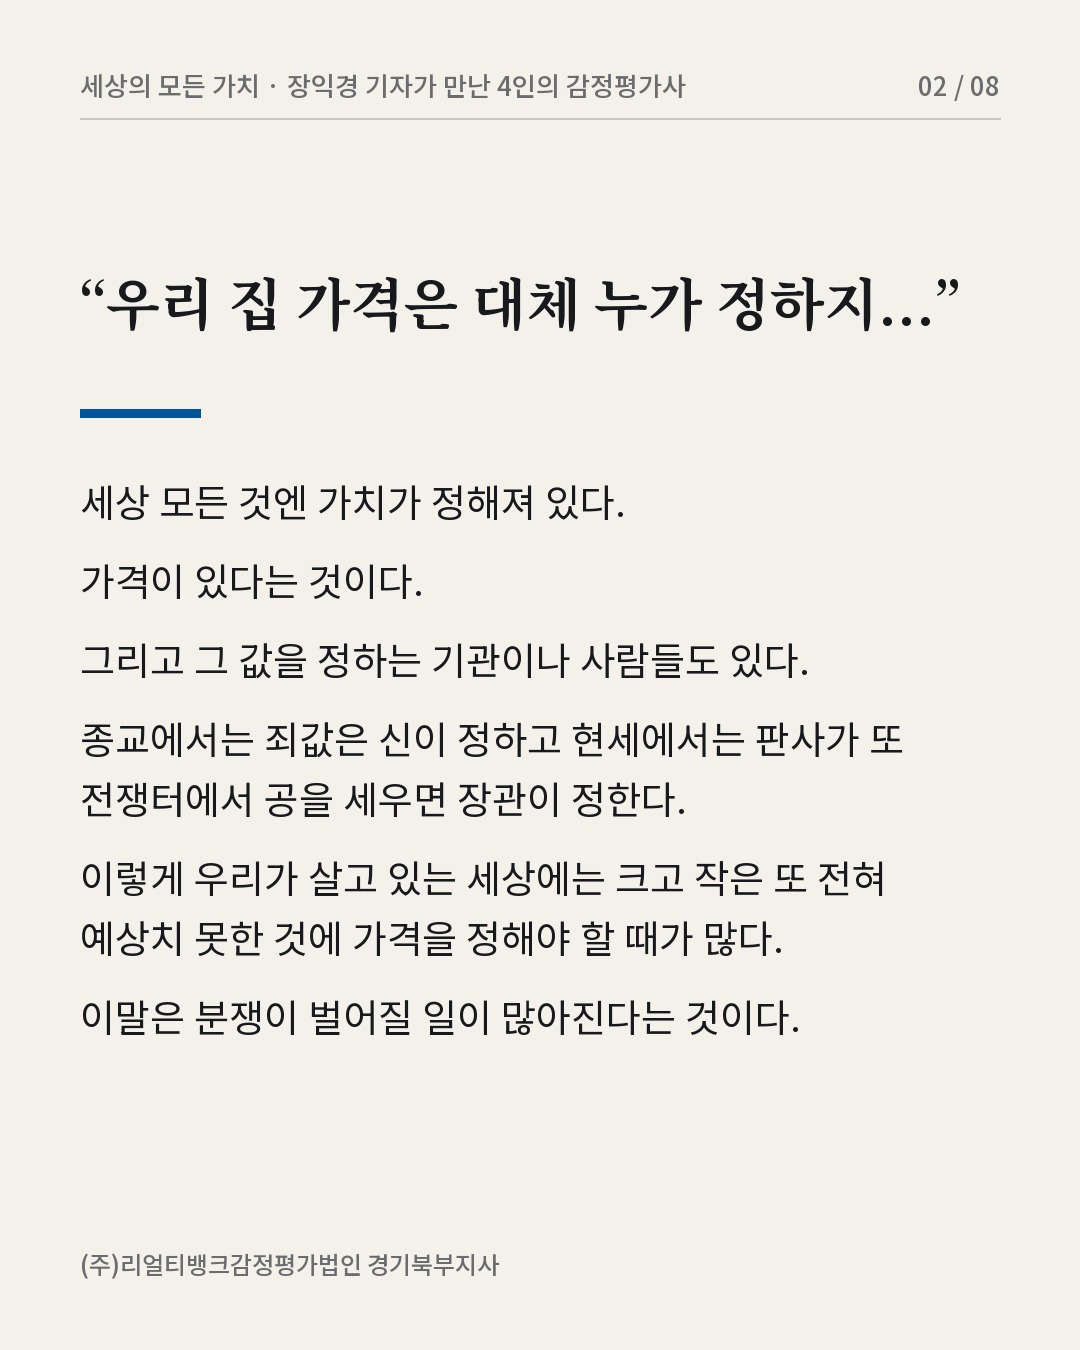 세상의 모든 가치 · 장익경 기자가 만난 4인의 감정평가사
02 / 08
“우리 집 가격은 대체 누가 정하지…”
세상 모든 것엔 가치가 정해져 있다.
가격이 있다는 것이다.
그리고 그 값을 정하는 기관이나 사람들도 있다.
종교에서는 죄값은 신이 정하고 현세에서는 판사가 또
전쟁터에서 공을 세우면 장관이 정한다.
이렇게 우리가 살고 있는 세상에는 크고 작은 또 전혀
예상치 못한 것에 가격을 정해야 할 때가 많다.
이말은 분쟁이 벌어질 일이 많아진다는 것이다.
(주)리얼티뱅크감정평가법인 경기북부지사